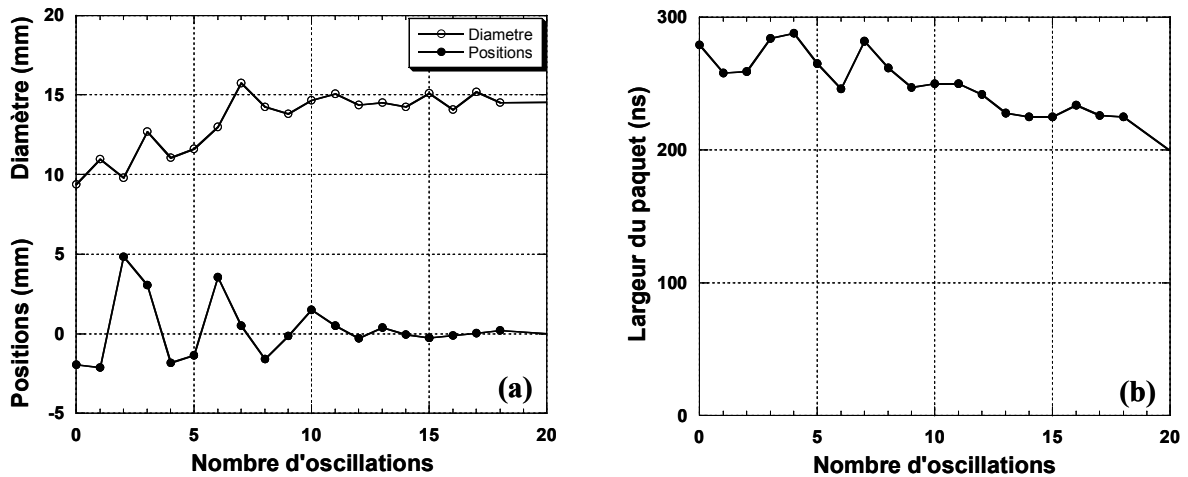 20
15
10
5
0
-5
Diamètre (mm)
Positions (mm)
Diametre
Positions
(a)
0
5
10
15
20
Nombre d'oscillations
300
200
100
0
Largeur du paquet (ns)
(b)
0
5
10
15
20
Nombre d'oscillations